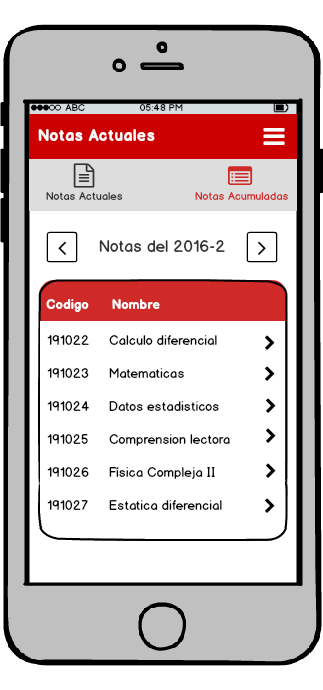 ABC 05:48 PM
Notas Actuales
Notas Actuales Notas Acumuladas
Notas del 2016-2
Codigo Nombre
191022 Calculo diferencial
191023 Matematicas
191024 Datos estadisticos
191025 Comprension lectora
191026 Fisica Compleja II
191027 Estatica diferencial